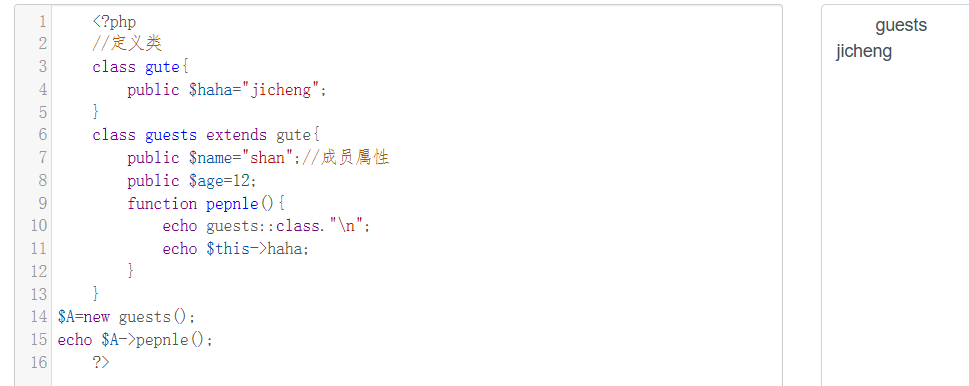 1 <?php
2 //定义类
3 class gute{
4 public $haha="jicheng";
5 }
6 class guests extends gute{
7 public $name="shan";//成员属性
8 public $age=12;
9 function pepnle(){
10 echo guests::class."\n";
11 echo $this->haha;
12 }
13 }
14 $A=new guests();
15 echo $A->pepnle();
16 ?>
guests
jicheng